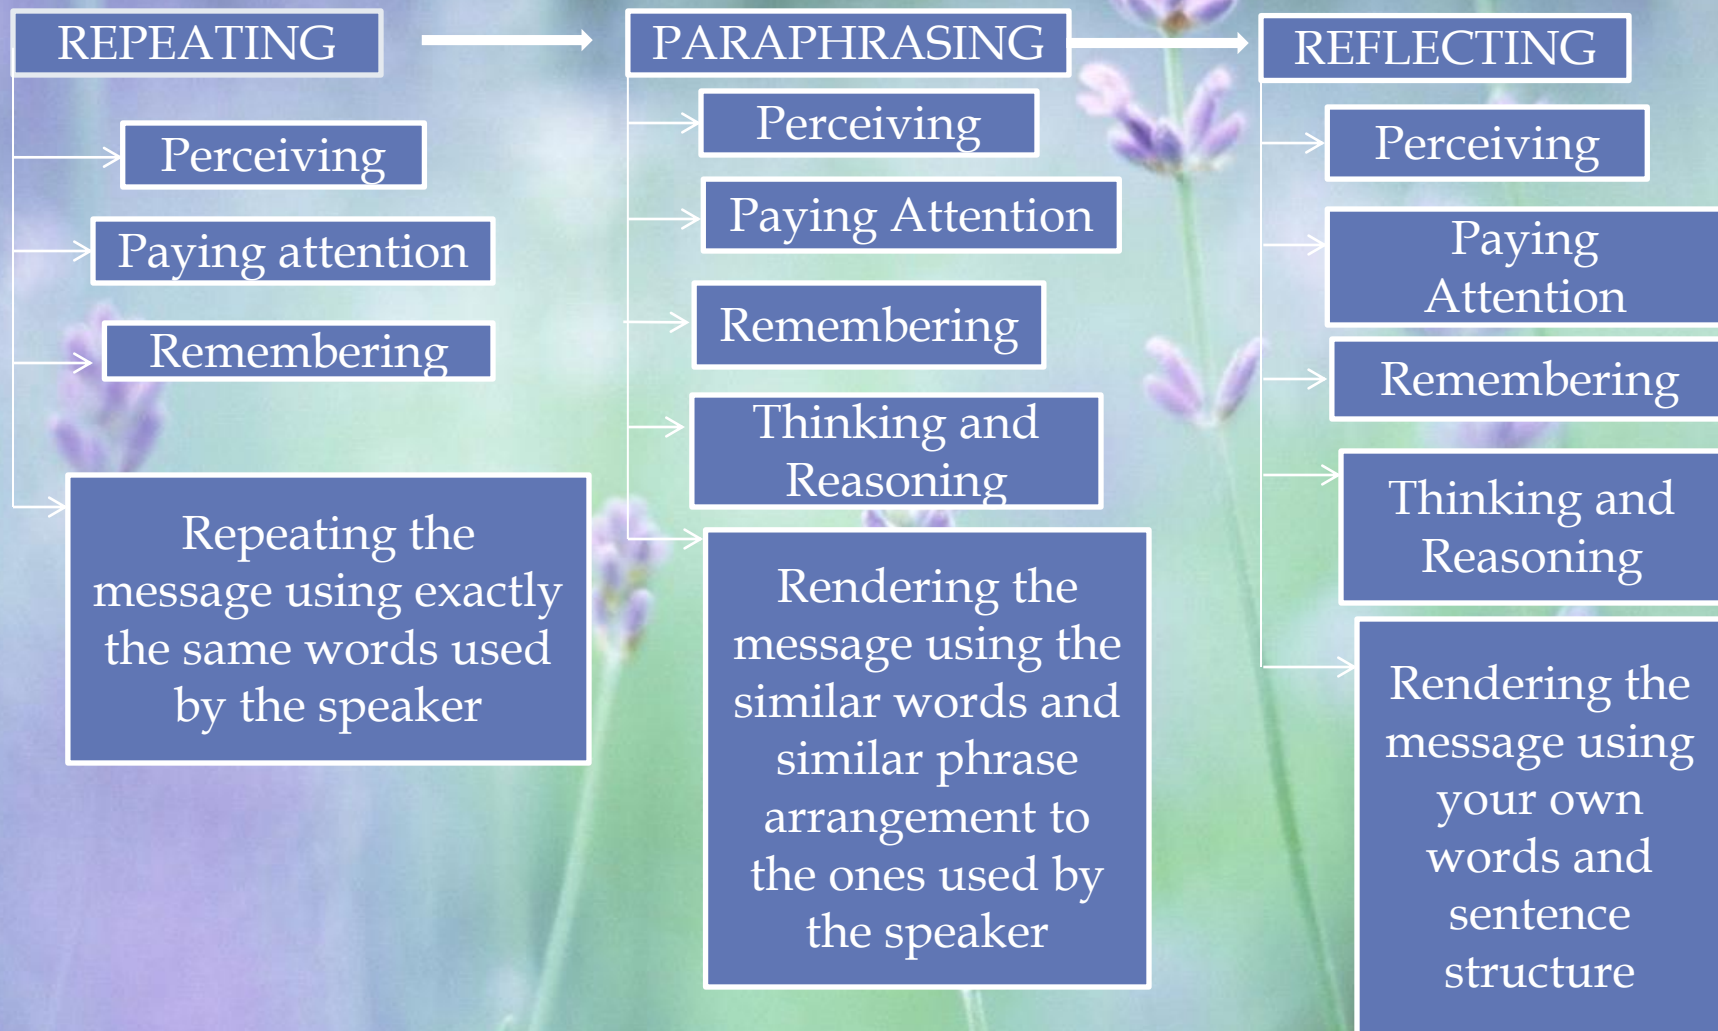 REPEATING
Perceiving
Paying attention
Remembering
Repeating the
message using exactly
the same words used
by the speaker
PARAPHRASING
Perceiving
Paying Attention
Remembering
Thinking and
Reasoning
Rendering the
message using the
similar words and
similar phrase
arrangement to
the ones used by
the speaker
REFLECTING
Perceiving
Paying
Attention
Remembering
Thinking and
Reasoning
Rendering the
message using
your own
words and
sentence
structure